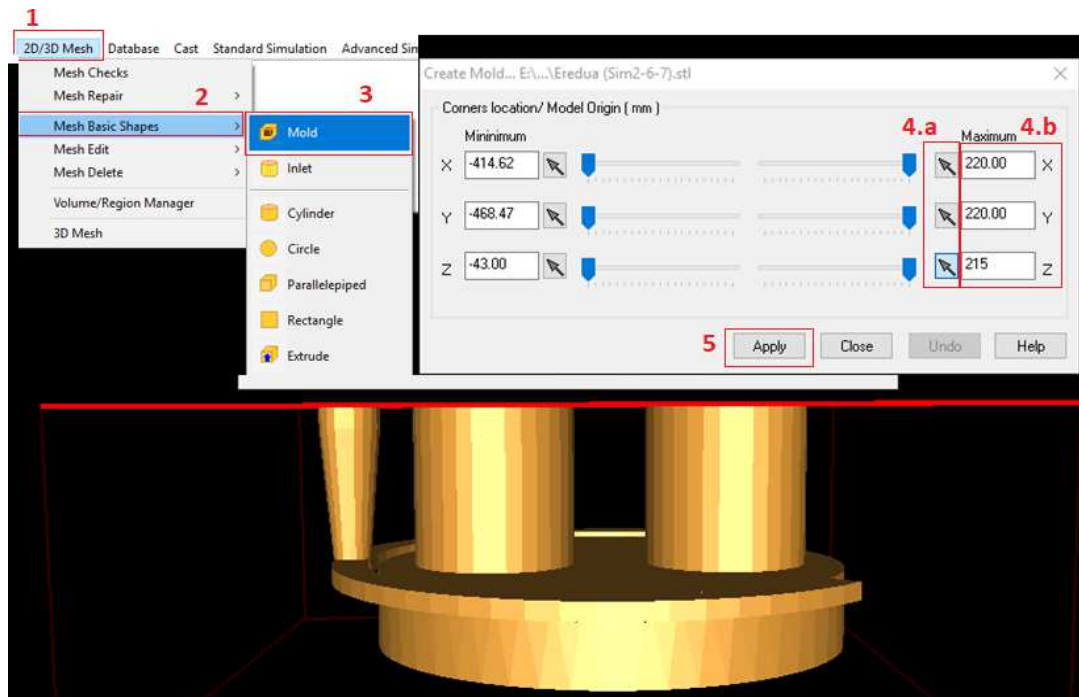 1
2D/3D Mesh Database Cast Standard Simulation Advanced Sim
Mesh Checks
Mesh Repair >
2
Mesh Basic Shapes >
Mesh Edit >
Mesh Delete >
Volume/Region Manager
3D Mesh
3
Mold
Inlet
Cylinder
Circle
Parallelepiped
Rectangle
Extrude
Create Mold... E:\...\Eredua (Sim2-6-7).stl
Corners location/ Model Origin ( mm )
Mininimum
4.a
Maximum 4.b
X -414.62 220.00 X
Y -468.47 220.00 Y
Z -43.00 215 Z
5
Apply Close Undo Help